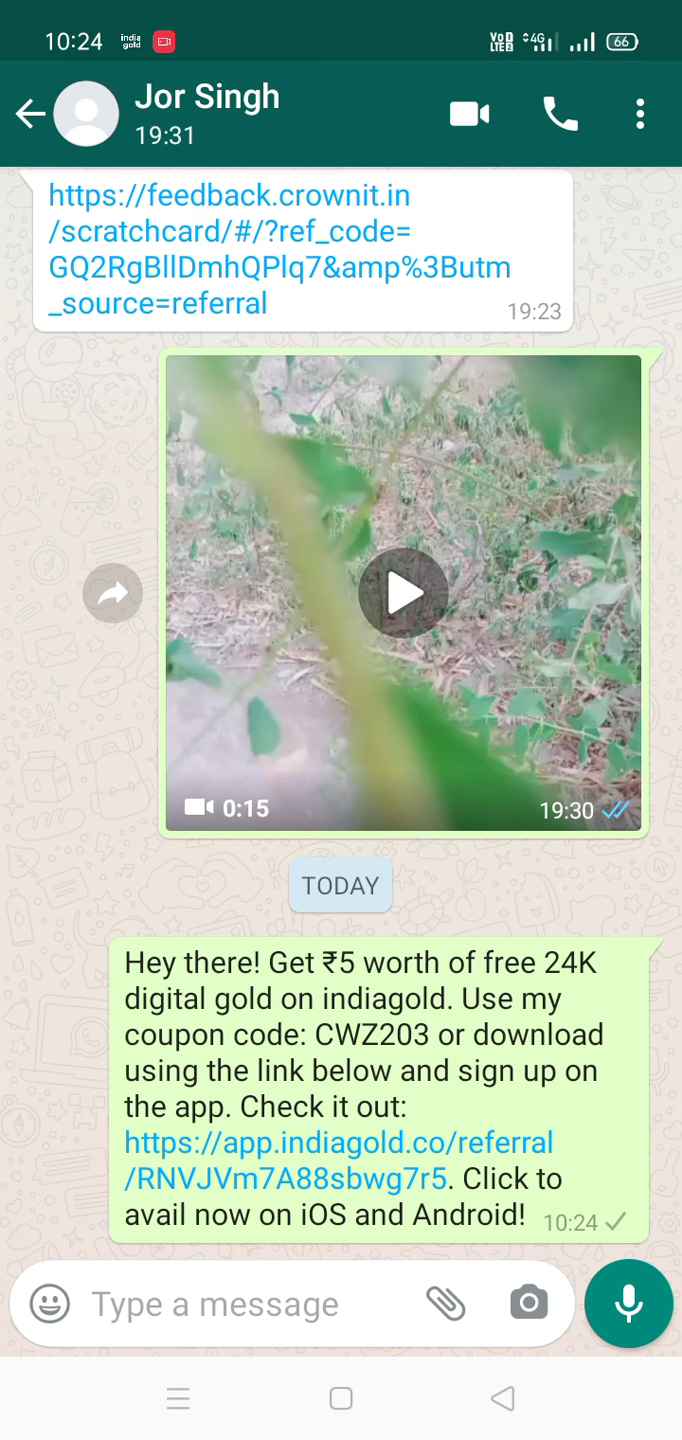 10:24 india gold VoD LTE2 4G 66
Jor Singh
19:31
https://feedback.crownit.in
/scratchcard/#/?ref_code=
GQ2RgBllDmhQPlq7&amp%3Butm
_source=referral
19:23
0:15 19:30
TODAY
Hey there! Get ₹5 worth of free 24K
digital gold on indiagold. Use my
coupon code: CWZ203 or download
using the link below and sign up on
the app. Check it out:
https://app.indiagold.co/referral
/RNVJVm7A88sbwg7r5. Click to
avail now on iOS and Android! 10:24
Type a message